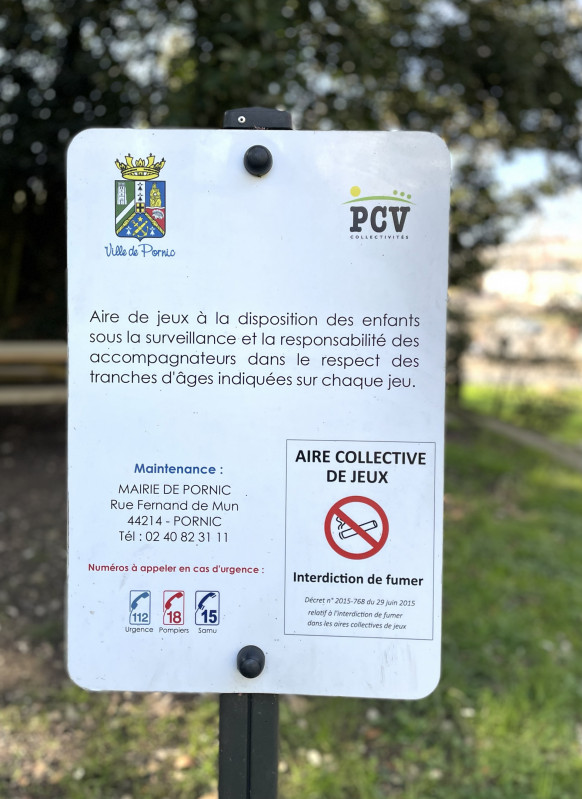 Ville de Pornic
PCV
COLLECTIVITÉS
Aire de jeux à la disposition des enfants
sous la surveillance et la responsabilité des
accompagnateurs dans le respect des
tranches d'âges indiquées sur chaque jeu.
Maintenance :
MAIRIE DE PORNIC
Rue Fernand de Mun
44214 - PORNIC
Tél : 02 40 82 31 11
Numéros à appeler en cas d'urgence :
112 18 15
Urgence Pompiers Samu
AIRE COLLECTIVE
DE JEUX
Interdiction de fumer
Décret n° 2015-768 du 29 juin 2015
relatif à l'interdiction de fumer
dans les aires collectives de jeux